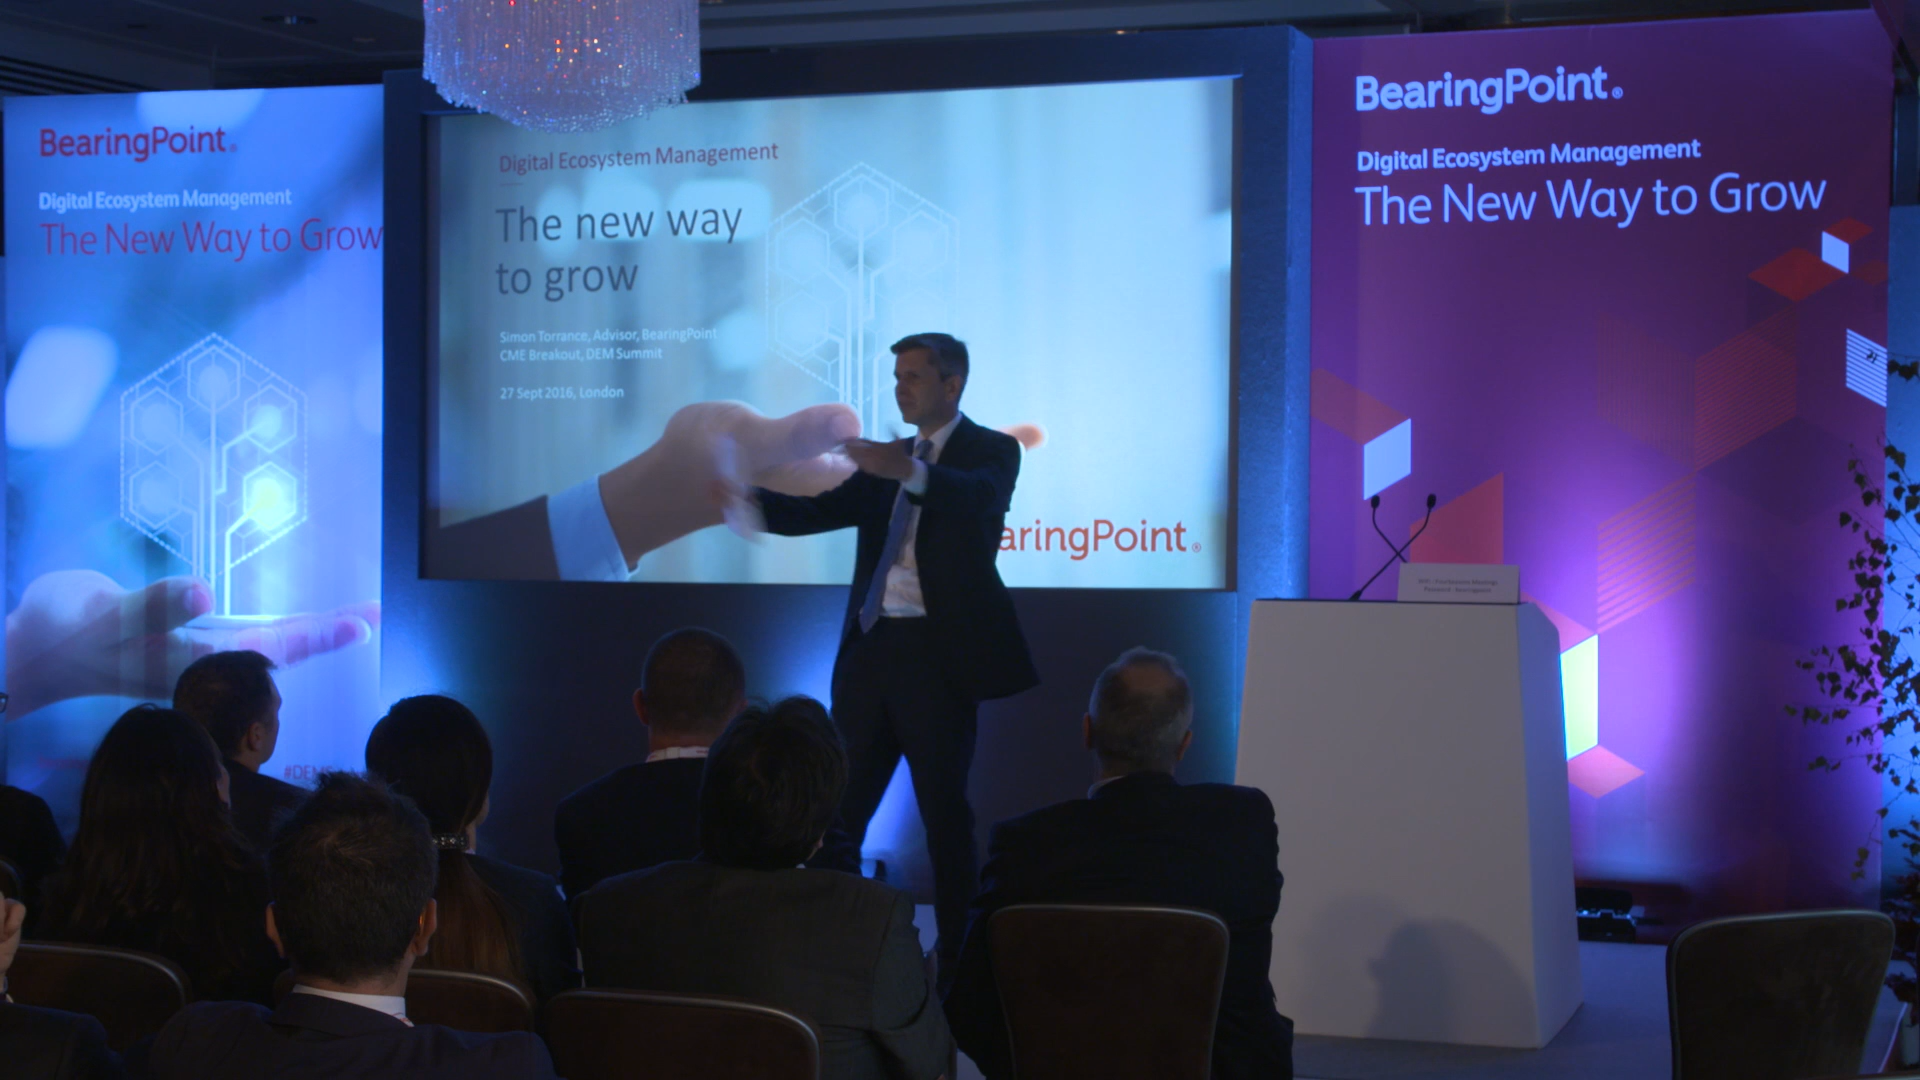 BearingPoint®
Digital Ecosystem Management
The New Way to Grow
Digital Ecosystem Management
The new way
to grow
Simon Torrance, Advisor, BearingPoint
CME Breakout, DEM Summit
27 Sept 2016, London
aringPoint®
BearingPoint®
Digital Ecosystem Management
The New Way to Grow